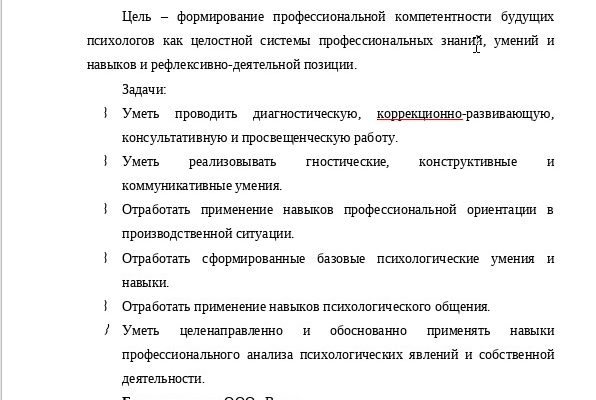 Цель – формирование профессиональной компетентности будущих
психологов как целостной системы профессиональных знаний, умений и
навыков и рефлексивно-деятельной позиции.
Задачи:
Уметь проводить диагностическую, коррекционно-развивающую,
консультативную и просвещенческую работу.
Уметь реализовывать гностические, конструктивные и
коммуникативные умения.
Отработать применение навыков профессиональной ориентации в
производственной ситуации.
Отработать сформированные базовые психологические умения и
навыки.
Отработать применение навыков психологического общения.
Уметь целенаправленно и обоснованно применять навыки
профессионального анализа психологических явлений и собственной
деятельности.